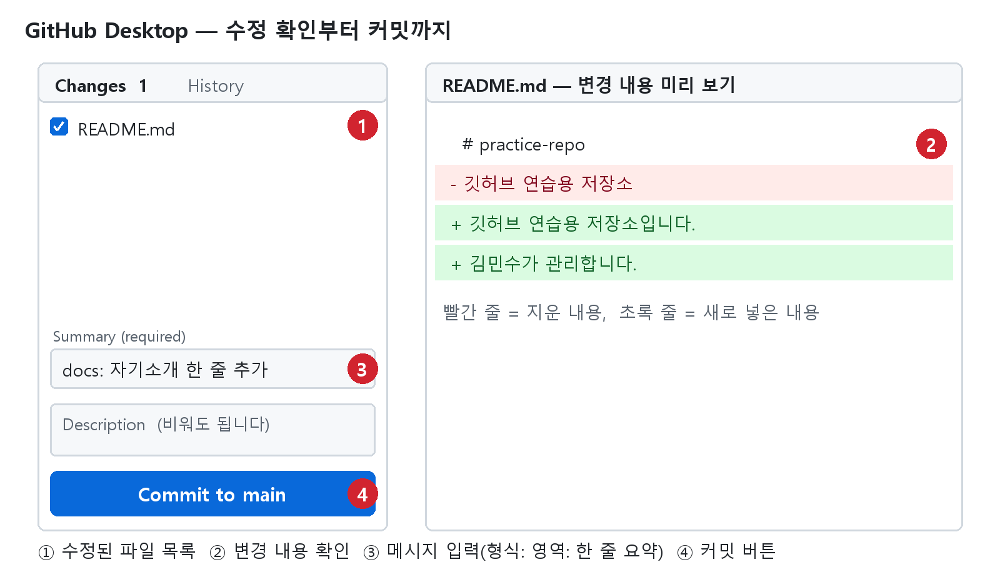 GitHub Desktop — 수정 확인부터 커밋까지
Changes 1 History
README.md
1
Summary (required)
docs: 자기소개 한 줄 추가
3
Description (비워도 됩니다)
Commit to main
4
README.md — 변경 내용 미리 보기
# practice-repo
2
- 깃허브 연습용 저장소
+ 깃허브 연습용 저장소입니다.
+ 김민수가 관리합니다.
빨간 줄 = 지운 내용, 초록 줄 = 새로 넣은 내용
① 수정된 파일 목록 ② 변경 내용 확인 ③ 메시지 입력(형식: 영역: 한 줄 요약) ④ 커밋 버튼